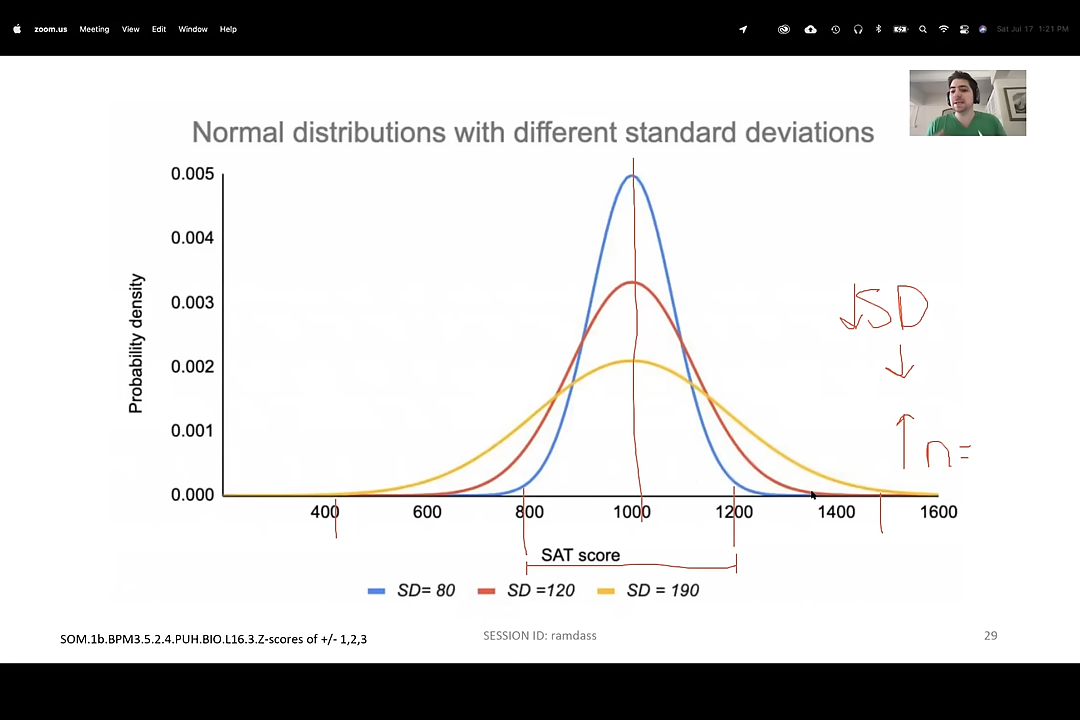 zoom.us Meeting View Edit Window Help Sat Jul 17 1:21 PM
Normal distributions with different standard deviations
0.005
0.004
0.003
0.002
0.001
0.000
Probability density
400 600 800 1000 1200 1400 1600
SAT score
SD= 80 SD =120 SD = 190
↓SD
↓
↑ n=
SOM.1b.BPM3.5.2.4.PUH.BIO.L16.3.Z-scores of +/- 1,2,3
SESSION ID: ramdass
29